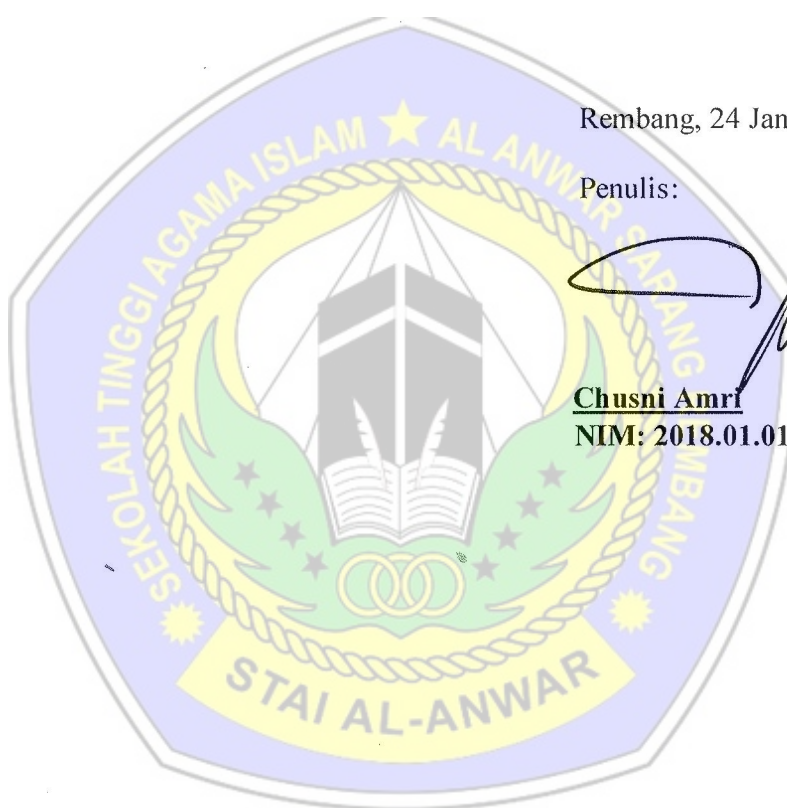 Rembang, 24 Jan
Penulis:
Chusni Amri
NIM: 2018.01.01
SEKOLAH TINGGI AGAMA ISLAM ★ AL ANWAR SARANG REMBANG
STAI AL-ANWAR